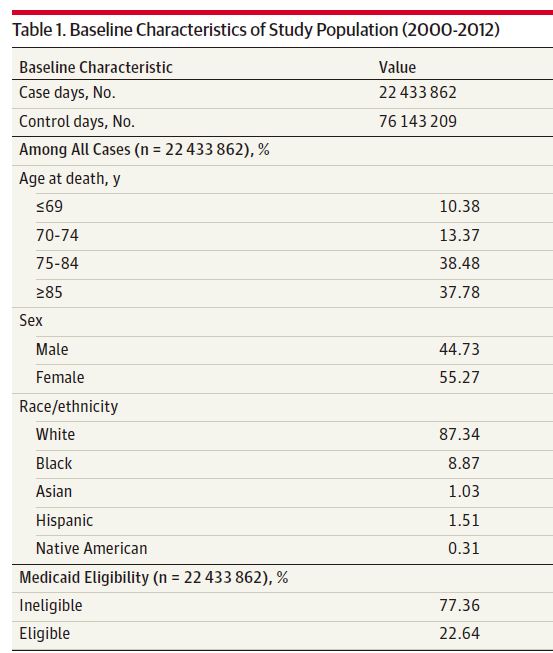 Table 1. Baseline Characteristics of Study Population (2000-2012)
Baseline Characteristic Value
Case days, No. 22 433 862
Control days, No. 76 143 209
Among All Cases (n = 22 433 862), %
Age at death, y
≤69 10.38
70-74 13.37
75-84 38.48
≥85 37.78
Sex
Male 44.73
Female 55.27
Race/ethnicity
White 87.34
Black 8.87
Asian 1.03
Hispanic 1.51
Native American 0.31
Medicaid Eligibility (n = 22 433 862), %
Ineligible 77.36
Eligible 22.64